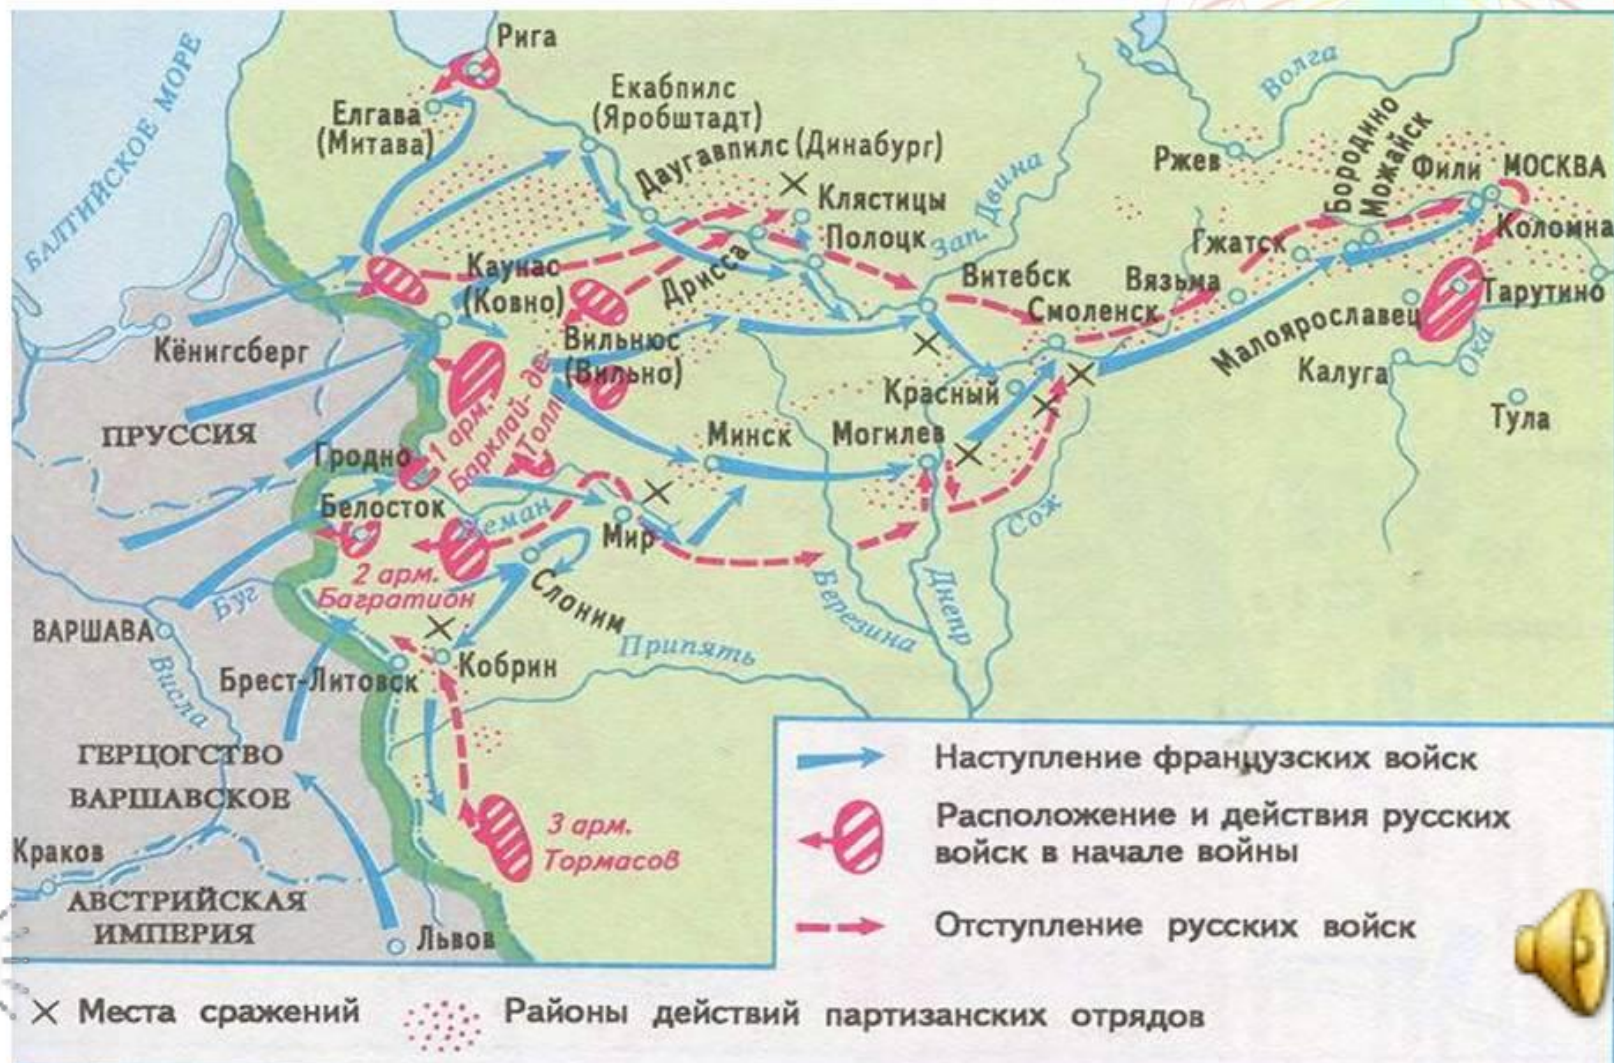 БАЛТИЙСКОЕ МОРЕ
Рига
Елгава
(Митава)
Екабпилс
(Яробштадт)
Даугавпилс (Динабург)
Клястицы
Полоцк
Дрисса
Зап. Двина
Волга
Ржев
Бородино
Можайск
Фили
МОСКВА
Коломна
Гжатск
Вязьма
Витебск
Смоленск
Тарутино
Малоярославец
Калуга
Ока
Тула
Каунас
(Ковно)
Вильнюс
(Вильно)
Кёнигсберг
ПРУССИЯ
1 арм.
Барклай-де-
Толли
Гродно
Красный
Минск
Могилев
Белосток
Неман
Мир
Сож
2 арм.
Багратион
Слоним
Буг
ВАРШАВА
Висла
Березина
Днепр
Припять
Брест-Литовск
Кобрин
ГЕРЦОГСТВО
ВАРШАВСКОЕ
3 арм.
Тормасов
Краков
АВСТРИЙСКАЯ
ИМПЕРИЯ
Львов
Наступление французских войск
Расположение и действия русских
войск в начале войны
Отступление русских войск
Места сражений
Районы действий партизанских отрядов